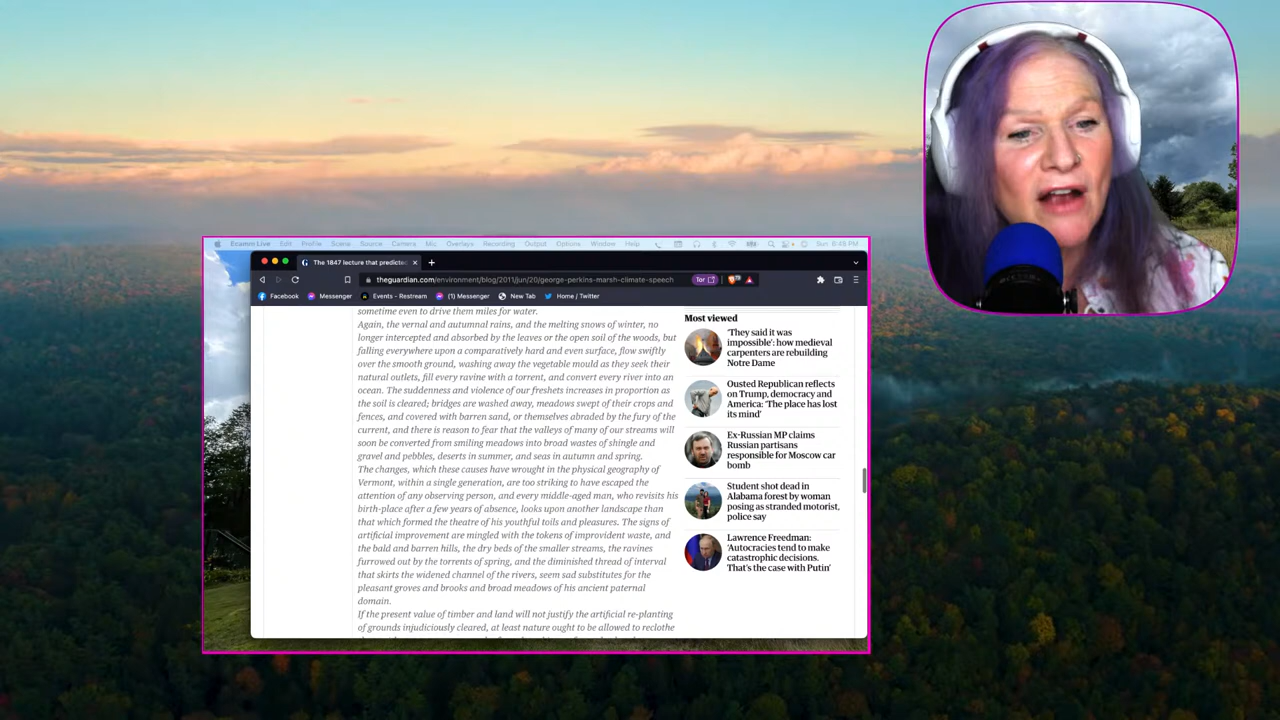 Ecamm Live Edit Profile Scene Source Camera Mic Overlays Recording Output Options Window Help Sun 6:45 PM
The 1847 lecture that predicted
theguardian.com/environment/blog/2011/jun/20/george-perkins-marsh-climate-speech Tor
Facebook Messenger Events - Restream (1) Messenger New Tab Home / Twitter
sometime even to drive them miles for water.
Again, the vernal and autumnal rains, and the melting snows of winter, no
longer intercepted and absorbed by the leaves or the open soil of the woods, but
falling everywhere upon a comparatively hard and even surface, flow swiftly
over the smooth ground, washing away the vegetable mould as they seek their
natural outlets, fill every ravine with a torrent, and convert every river into an
ocean. The suddenness and violence of our freshets increases in proportion as
the soil is cleared; bridges are washed away, meadows swept of their crops and
fences, and covered with barren sand, or themselves abraded by the fury of the
current, and there is reason to fear that the valleys of many of our streams will
soon be converted from smiling meadows into broad wastes of shingle and
gravel and pebbles, deserts in summer, and seas in autumn and spring.
The changes, which these causes have wrought in the physical geography of
Vermont, within a single generation, are too striking to have escaped the
attention of any observing person, and every middle-aged man, who revisits his
birth-place after a few years of absence, looks upon another landscape than
that which formed the theatre of his youthful toils and pleasures. The signs of
artificial improvement are mingled with the tokens of improvident waste, and
the bald and barren hills, the dry beds of the smaller streams, the ravines
furrowed out by the torrents of spring, and the diminished thread of interval
that skirts the widened channel of the rivers, seem sad substitutes for the
pleasant groves and brooks and broad meadows of his ancient paternal
domain.
If the present value of timber and land will not justify the artificial re-planting
of grounds injudiciously cleared, at least nature ought to be allowed to reclothe
Most viewed
'They said it was
impossible': how medieval
carpenters are rebuilding
Notre Dame
Ousted Republican reflects
on Trump, democracy and
America: 'The place has lost
its mind'
Ex-Russian MP claims
Russian partisans
responsible for Moscow car
bomb
Student shot dead in
Alabama forest by woman
posing as stranded motorist,
police say
Lawrence Freedman:
'Autocracies tend to make
catastrophic decisions.
That's the case with Putin'